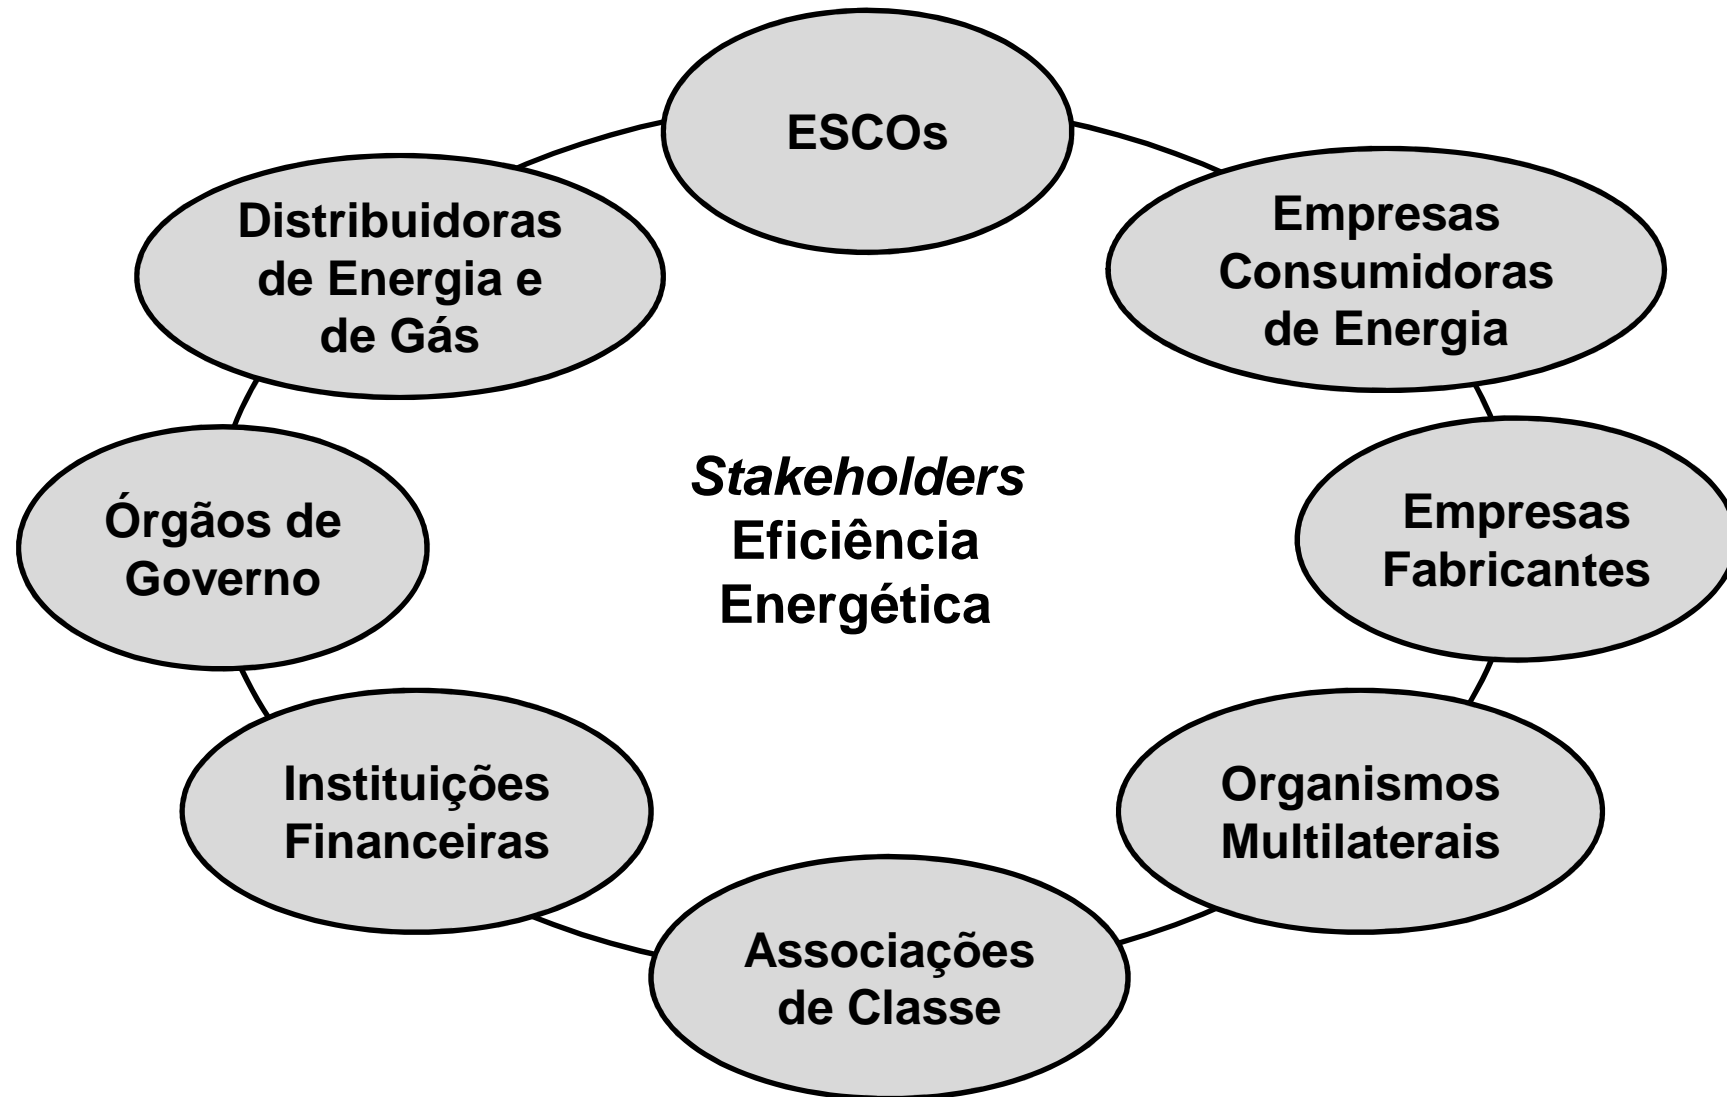 ESCOs
Distribuidoras
de Energia e
de Gás
Empresas
Consumidoras
de Energia
Stakeholders
Eficiência
Energética
Órgãos de
Governo
Empresas
Fabricantes
Instituições
Financeiras
Organismos
Multilaterais
Associações
de Classe